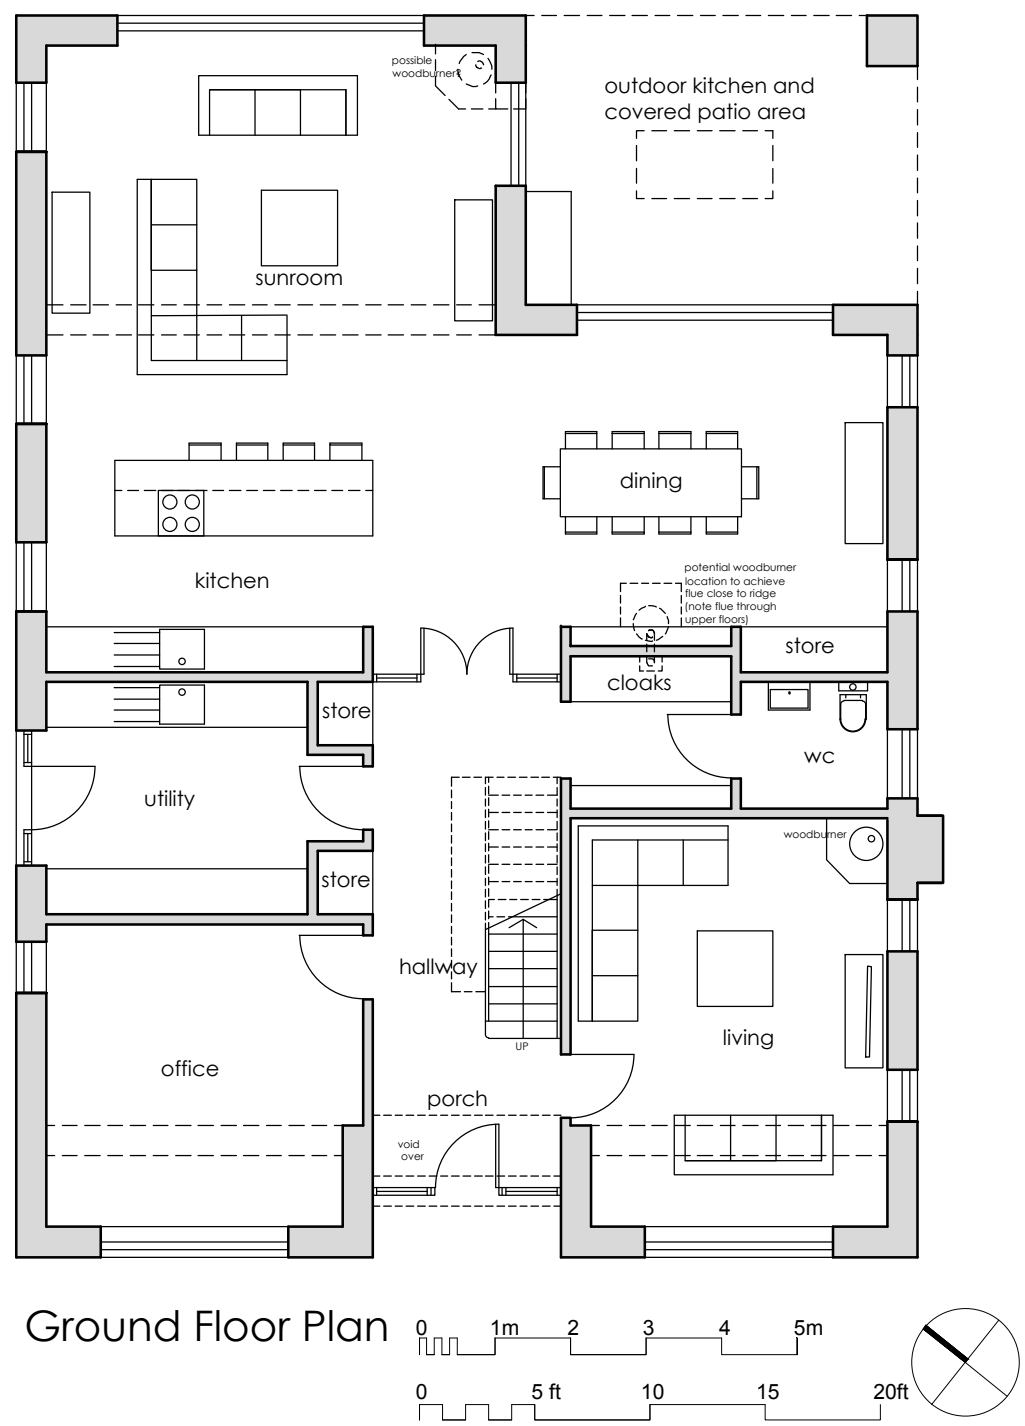 possible
woodburner?
outdoor kitchen and
covered patio area
sunroom
dining
kitchen
potential woodburner
location to achieve
flue close to ridge
(note flue through
upper floors)
store
cloaks
store
wc
utility
woodburner
store
hallway
living
UP
office
porch
void
over
Ground Floor Plan
0 1m 2 3 4 5m
0 5 ft 10 15 20ft